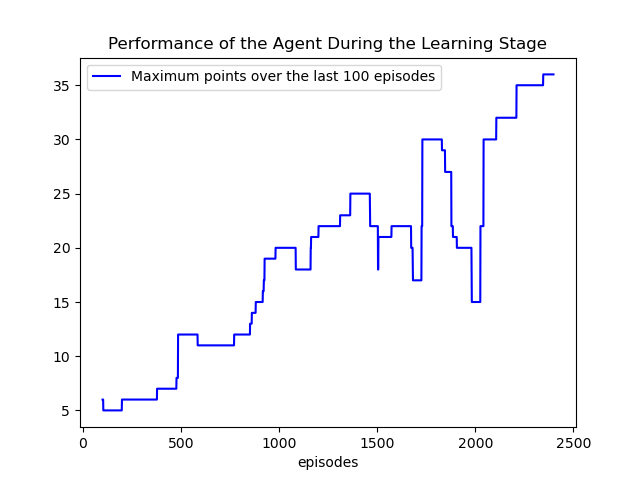 Performance of the Agent During the Learning Stage
Maximum points over the last 100 episodes
35
30
25
20
15
10
5
0 500 1000 1500 2000 2500
episodes